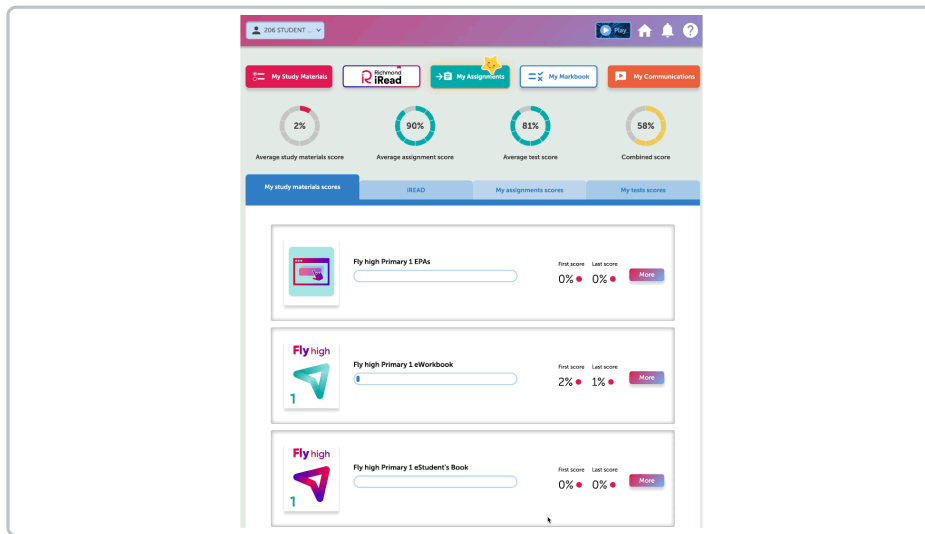 206 STUDENT ...
Play
?
My Study Materials
Richmond
iRead
My Assignments
My Markbook
My Communications
2%
90%
81%
58%
Average study materials score
Average assignment score
Average test score
Combined score
My study materials scores
iREAD
My assignments scores
My tests scores
Fly high Primary 1 EPAs
First score
Last score
0%
0%
More
Fly high
1
Fly high Primary 1 eWorkbook
First score
Last score
2%
1%
More
Fly high
1
Fly high Primary 1 eStudent's Book
First score
Last score
0%
0%
More